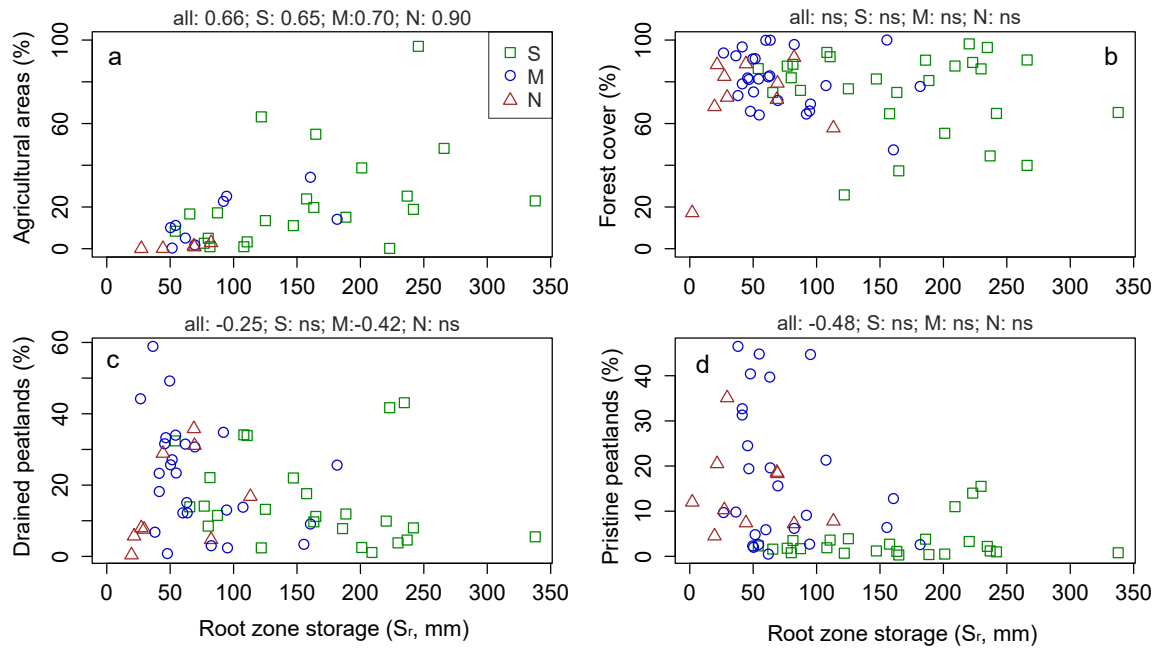 all: 0.66; S: 0.65; M:0.70; N: 0.90
a
S
M
N
Agricultural areas (%)
0
20
60
100
0 50 100 150 200 250 300 350
all: ns; S: ns; M: ns; N: ns
b
Forest cover (%)
0
20
60
100
0 50 100 150 200 250 300 350
all: -0.25; S: ns; M:-0.42; N: ns
c
Drained peatlands (%)
0
20
40
60
0 50 100 150 200 250 300 350
Root zone storage (Sr, mm)
all: -0.48; S: ns; M: ns; N: ns
d
Pristine peatlands (%)
0
10
20
30
40
0 50 100 150 200 250 300 350
Root zone storage (Sr, mm)